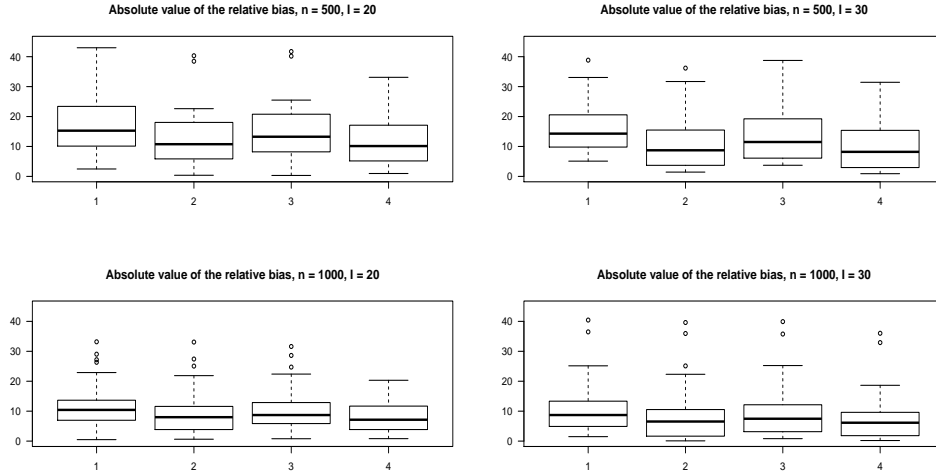 Absolute value of the relative bias, n = 500, I = 20
40
30
20
10
0
1 2 3 4
Absolute value of the relative bias, n = 500, I = 30
40
30
20
10
0
1 2 3 4
Absolute value of the relative bias, n = 1000, I = 20
40
30
20
10
0
1 2 3 4
Absolute value of the relative bias, n = 1000, I = 30
40
30
20
10
0
1 2 3 4